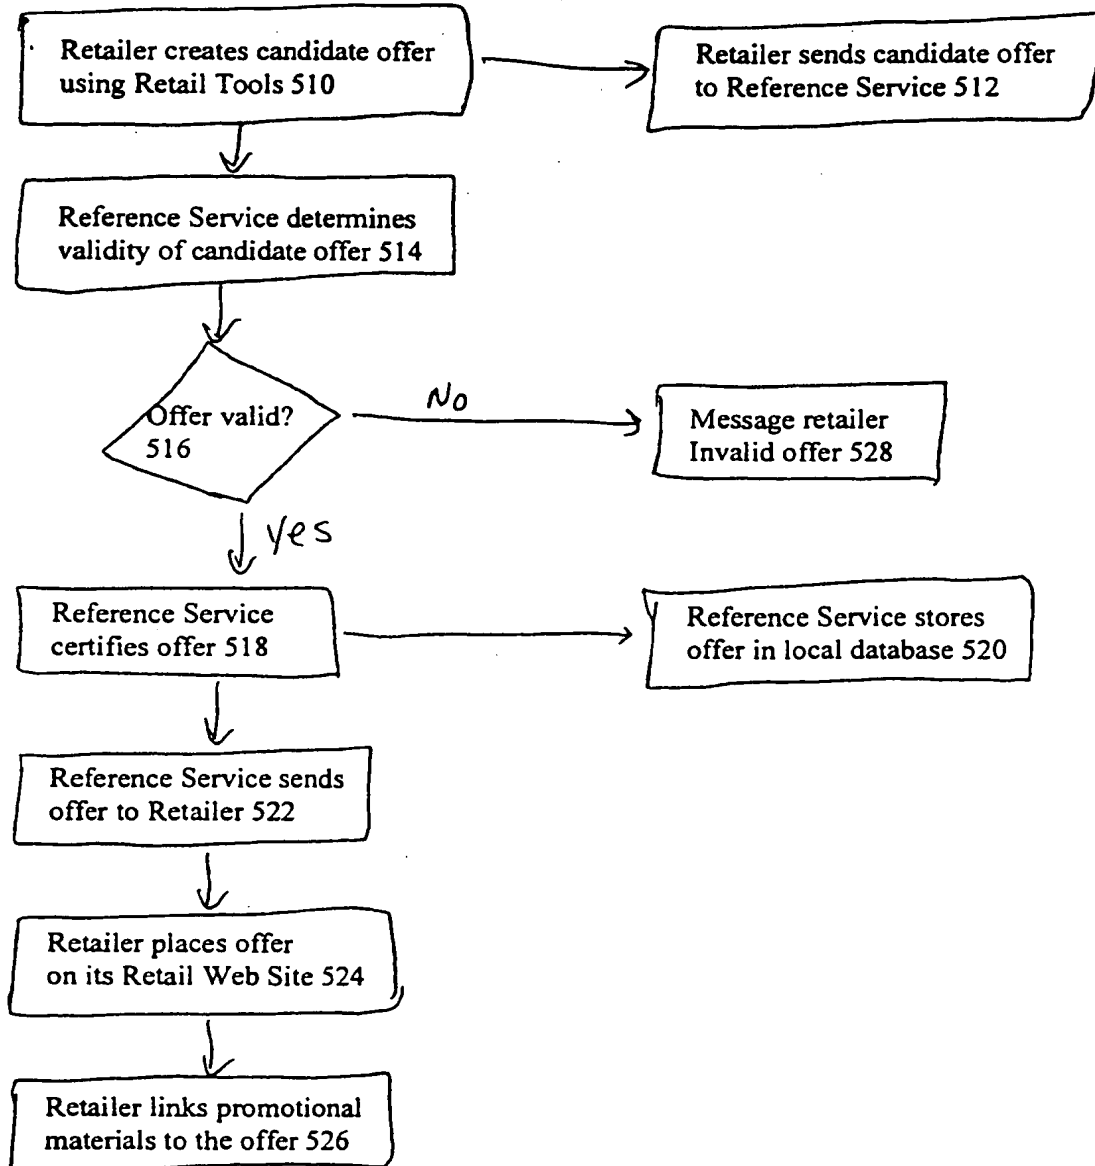 Retailer creates candidate offer
using Retail Tools 510
Retailer sends candidate offer
to Reference Service 512
Reference Service determines
validity of candidate offer 514
Offer valid?
516
No
Message retailer
Invalid offer 528
yes
Reference Service
certifies offer 518
Reference Service stores
offer in local database 520
Reference Service sends
offer to Retailer 522
Retailer places offer
on its Retail Web Site 524
Retailer links promotional
materials to the offer 526